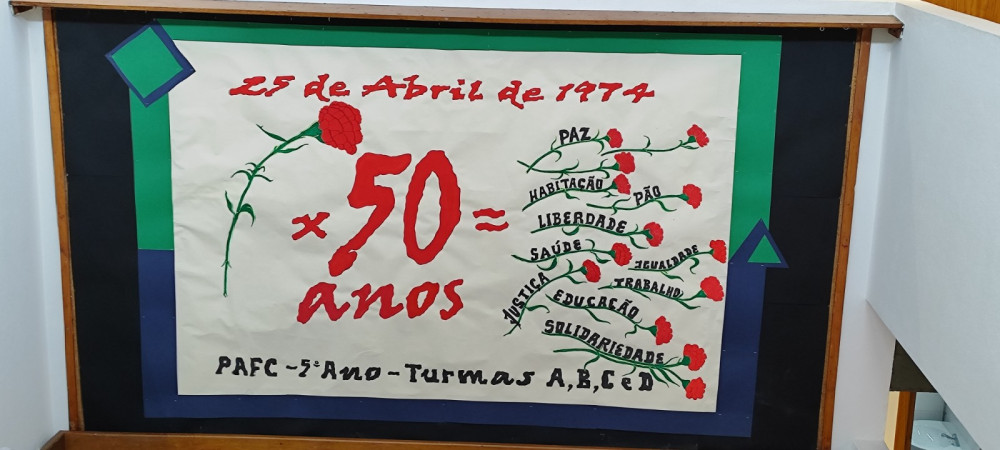 25 de Abril de 1974
x 50 ≈
anos
PAZ
HABITAÇÃO
PÃO
LIBERDADE
SAÚDE
IGUALDADE
JUSTIÇA
TRABALHO
EDUCAÇÃO
SOLIDARIEDADE
PAFC - 5º Ano - Turmas A, B, C e D